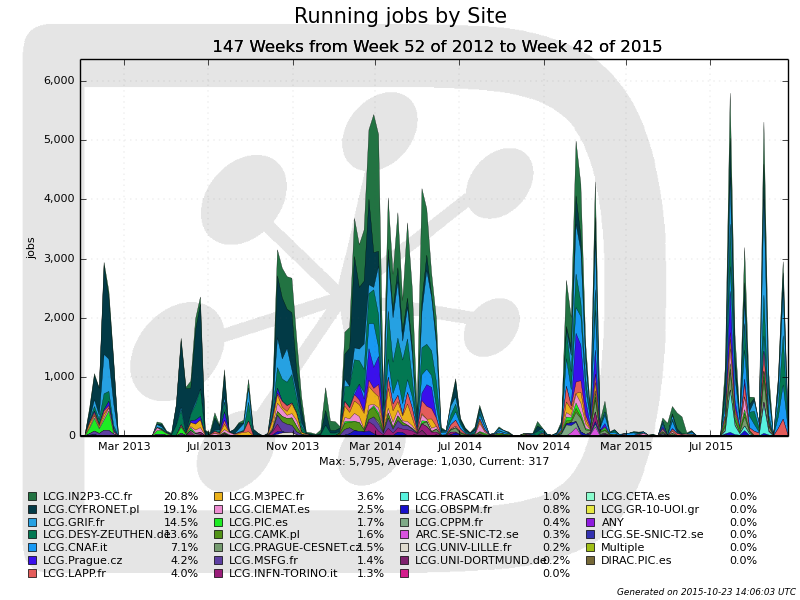 Running jobs by Site
147 Weeks from Week 52 of 2012 to Week 42 of 2015
6,000
5,000
4,000
3,000
2,000
1,000
0
jobs
Mar 2013 Jul 2013 Nov 2013 Mar 2014 Jul 2014 Nov 2014 Mar 2015 Jul 2015
Max: 5,795, Average: 1,030, Current: 317
LCG.IN2P3-CC.fr 20.8% LCG.M3PEC.fr 3.6% LCG.FRASCATI.it 1.0% LCG.CETA.es 0.0%
LCG.CYFRONET.pl 19.1% LCG.CIEMAT.es 2.5% LCG.OBSPM.fr 0.8% LCG.GR-10-UOI.gr 0.0%
LCG.GRIF.fr 14.5% LCG.PIC.es 1.7% LCG.CPPM.fr 0.4% ANY 0.0%
LCG.DESY-ZEUTHEN.de 13.6% LCG.CAMK.pl 1.6% ARC.SE-SNIC-T2.se 0.3% LCG.SE-SNIC-T2.se 0.0%
LCG.CNAF.it 7.1% LCG.PRAGUE-CESNET.cz 1.5% LCG.UNIV-LILLE.fr 0.2% Multiple 0.0%
LCG.Prague.cz 4.2% LCG.MSFG.fr 1.4% LCG.UNI-DORTMUND.de 0.2% DIRAC.PIC.es 0.0%
LCG.LAPP.fr 4.0% LCG.INFN-TORINO.it 1.3% 0.0%
Generated on 2015-10-23 14:06:03 UTC